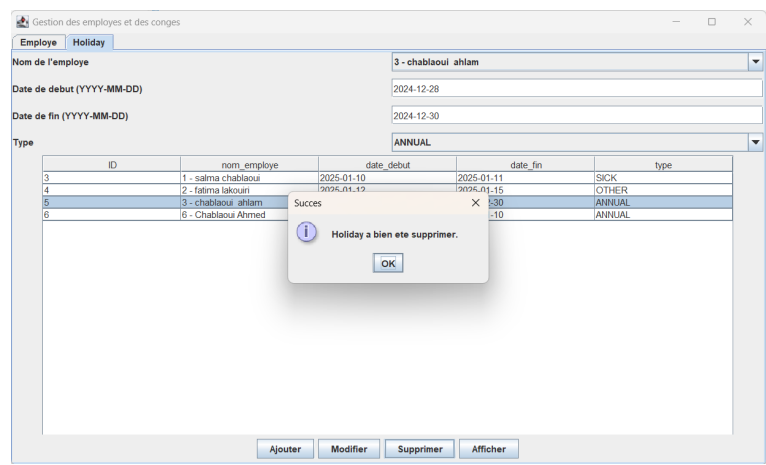 Gestion des employes et des conges
Employe Holiday
Nom de l'employe 3 - chablaoui ahlam
Date de debut (YYYY-MM-DD) 2024-12-28
Date de fin (YYYY-MM-DD) 2024-12-30
Type ANNUAL
ID nom_employe date_debut date_fin type
3 1 - salma chablaoui 2025-01-10 2025-01-11 SICK
4 2 - fatima lakouiri 2025-01-12 2025-01-15 OTHER
5 3 - chablaoui ahlam -30 ANNUAL
6 6 - Chablaoui Ahmed -10 ANNUAL
Succes
Holiday a bien ete supprimer.
OK
Ajouter Modifier Supprimer Afficher